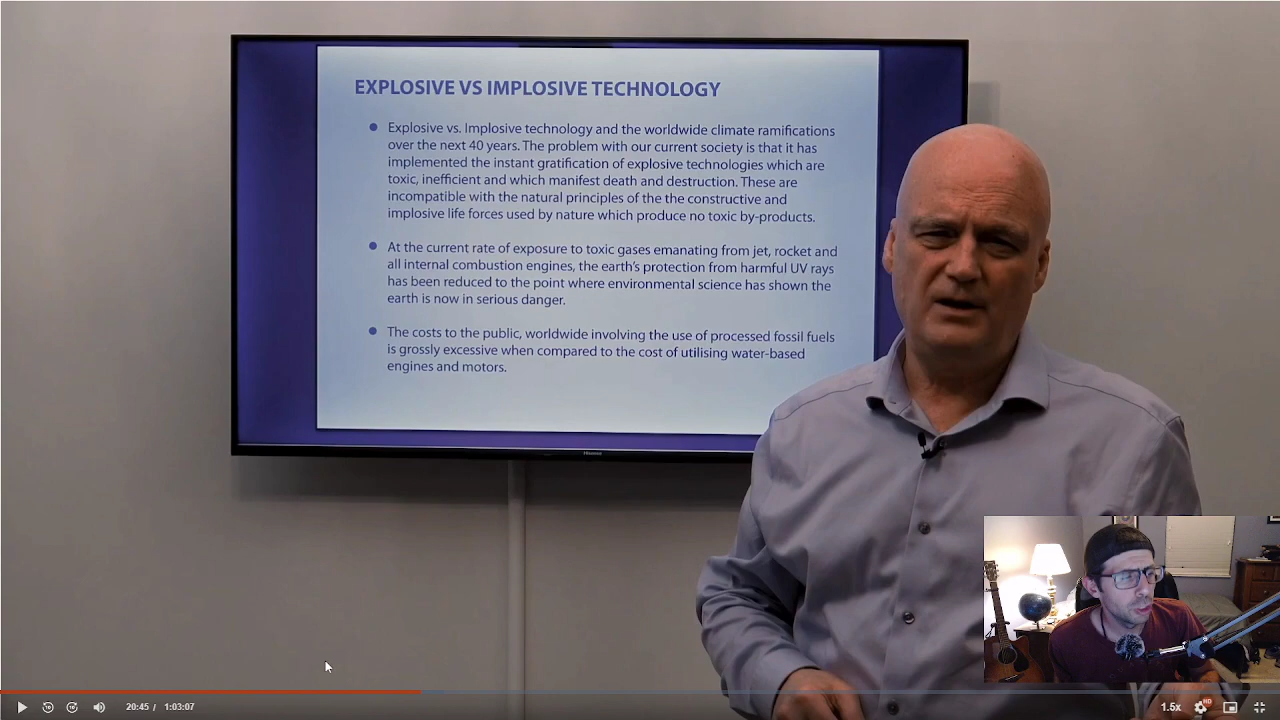 EXPLOSIVE VS IMPLOSIVE TECHNOLOGY
Explosive vs. Implosive technology and the worldwide climate ramifications
over the next 40 years. The problem with our current society is that it has
implemented the instant gratification of explosive technologies which are
toxic, inefficient and which manifest death and destruction. These are
incompatible with the natural principles of the the constructive and
implosive life forces used by nature which produce no toxic by-products.
At the current rate of exposure to toxic gases emanating from jet, rocket and
all internal combustion engines, the earth's protection from harmful UV rays
has been reduced to the point where environmental science has shown the
earth is now in serious danger.
The costs to the public, worldwide involving the use of processed fossil fuels
is grossly excessive when compared to the cost of utilising water-based
engines and motors.
Hisense
20:45 / 1:03:07
1.5x
HD